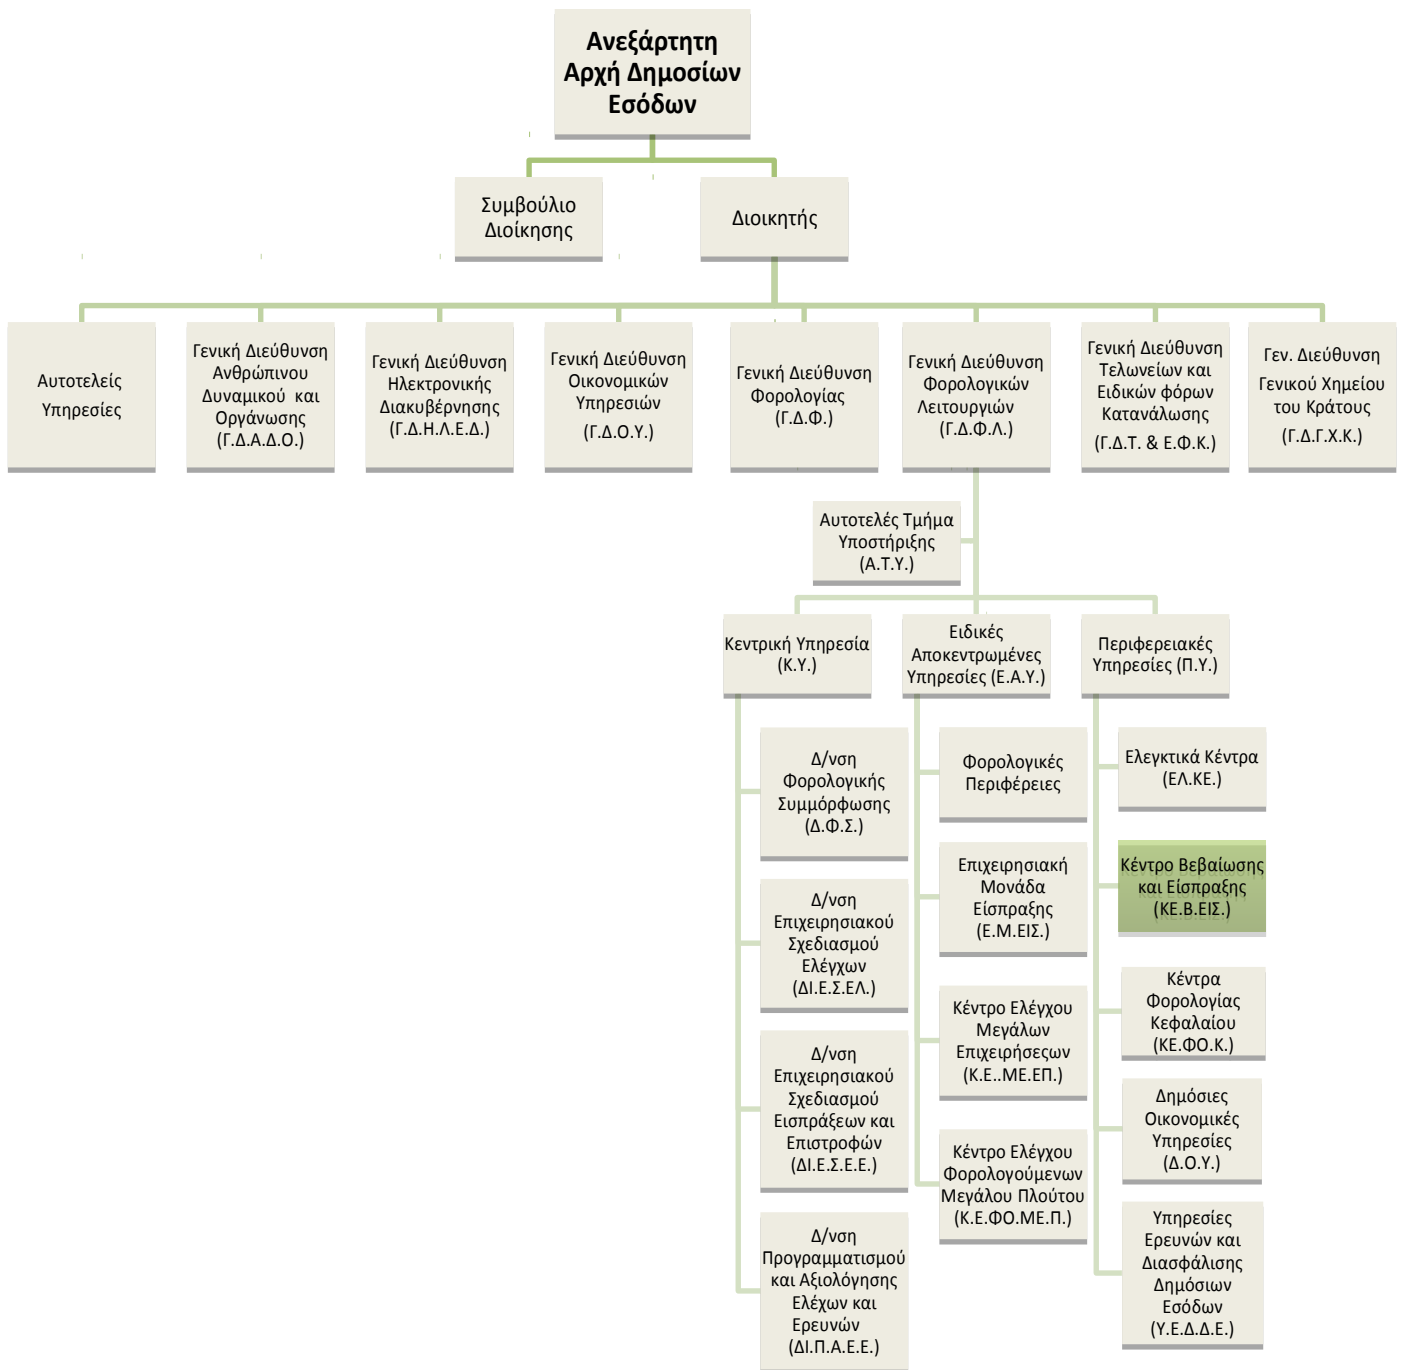 Ανεξάρτητη
Αρχή Δημοσίων
Εσόδων
Συμβούλιο
Διοίκησης
Διοικητής
Αυτοτελείς
Υπηρεσίες
Γενική Διεύθυνση
Ανθρώπινου
Δυναμικού και
Οργάνωσης
(Γ.Δ.Α.Δ.Ο.)
Γενική Διεύθυνση
Ηλεκτρονικής
Διακυβέρνησης
(Γ.Δ.Η.Λ.Ε.Δ.)
Γενική Διεύθυνση
Οικονομικών
Υπηρεσιών
(Γ.Δ.Ο.Υ.)
Γενική Διεύθυνση
Φορολογίας
(Γ.Δ.Φ.)
Γενική Διεύθυνση
Φορολογικών
Λειτουργιών
(Γ.Δ.Φ.Λ.)
Γενική Διεύθυνση
Τελωνείων και
Ειδικών φόρων
Κατανάλωσης
(Γ.Δ.Τ. & Ε.Φ.Κ.)
Γεν. Διεύθυνση
Γενικού Χημείου
του Κράτους
(Γ.Δ.Γ.Χ.Κ.)
Αυτοτελές Τμήμα
Υποστήριξης
(Α.Τ.Υ.)
Κεντρική Υπηρεσία
(Κ.Υ.)
Ειδικές
Αποκεντρωμένες
Υπηρεσίες (Ε.Α.Υ.)
Περιφερειακές
Υπηρεσίες (Π.Υ.)
Δ/νση
Φορολογικής
Συμμόρφωσης
(Δ.Φ.Σ.)
Δ/νση
Επιχειρησιακού
Σχεδιασμού
Ελέγχων
(ΔΙ.Ε.Σ.ΕΛ.)
Δ/νση
Επιχειρησιακού
Σχεδιασμού
Εισπράξεων και
Επιστροφών
(ΔΙ.Ε.Σ.Ε.Ε.)
Δ/νση
Προγραμματισμού
και Αξιολόγησης
Ελέχων και
Ερευνών
(ΔΙ.Π.Α.Ε.Ε.)
Φορολογικές
Περιφέρειες
Επιχειρησιακή
Μονάδα
Είσπραξης
(Ε.Μ.ΕΙΣ.)
Κέντρο Ελέγχου
Μεγάλων
Επιχειρήσεςων
(Κ.Ε..ΜΕ.ΕΠ.)
Κέντρο Ελέγχου
Φορολογούμενων
Μεγάλου Πλούτου
(Κ.Ε.ΦΟ.ΜΕ.Π.)
Ελεγκτικά Κέντρα
(ΕΛ.ΚΕ.)
Κέντρο Βεβαίωσης
και Είσπραξης
(ΚΕ.Β.ΕΙΣ.)
Κέντρα
Φορολογίας
Κεφαλαίου
(ΚΕ.ΦΟ.Κ.)
Δημόσιες
Οικονομικές
Υπηρεσίες
(Δ.Ο.Υ.)
Υπηρεσίες
Ερευνών και
Διασφάλισης
Δημόσιων
Εσόδων
(Υ.Ε.Δ.Δ.Ε.)